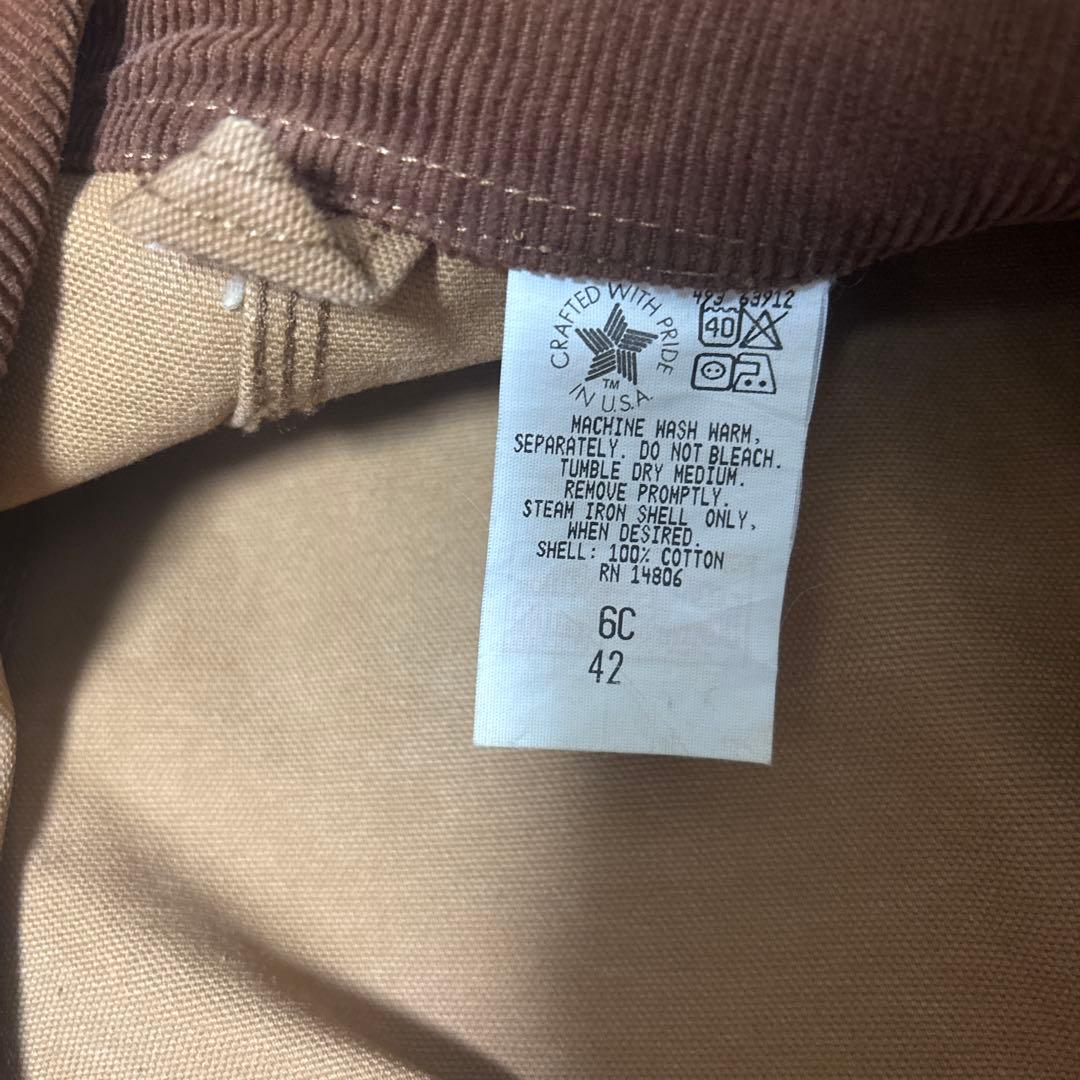 493 63912
CRAFTED WITH PRIDE
TM
IN U.S.A.
40
MACHINE WASH WARM,
SEPARATELY. DO NOT BLEACH.
TUMBLE DRY MEDIUM.
REMOVE PROMPTLY.
STEAM IRON SHELL ONLY,
WHEN DESIRED.
SHELL: 100% COTTON
RN 14806
6C
42